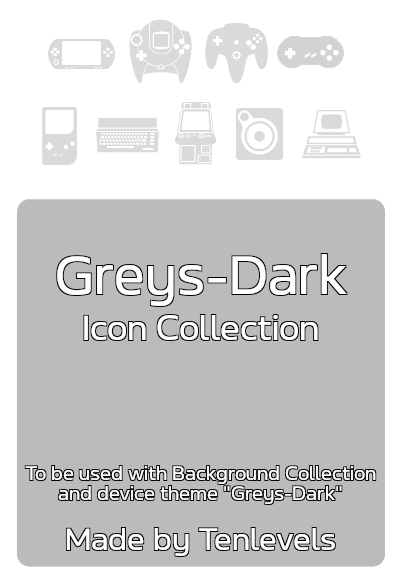 Greys-Dark
Icon Collection
To be used with Background Collection
and device theme "Greys-Dark"
Made by Tenlevels